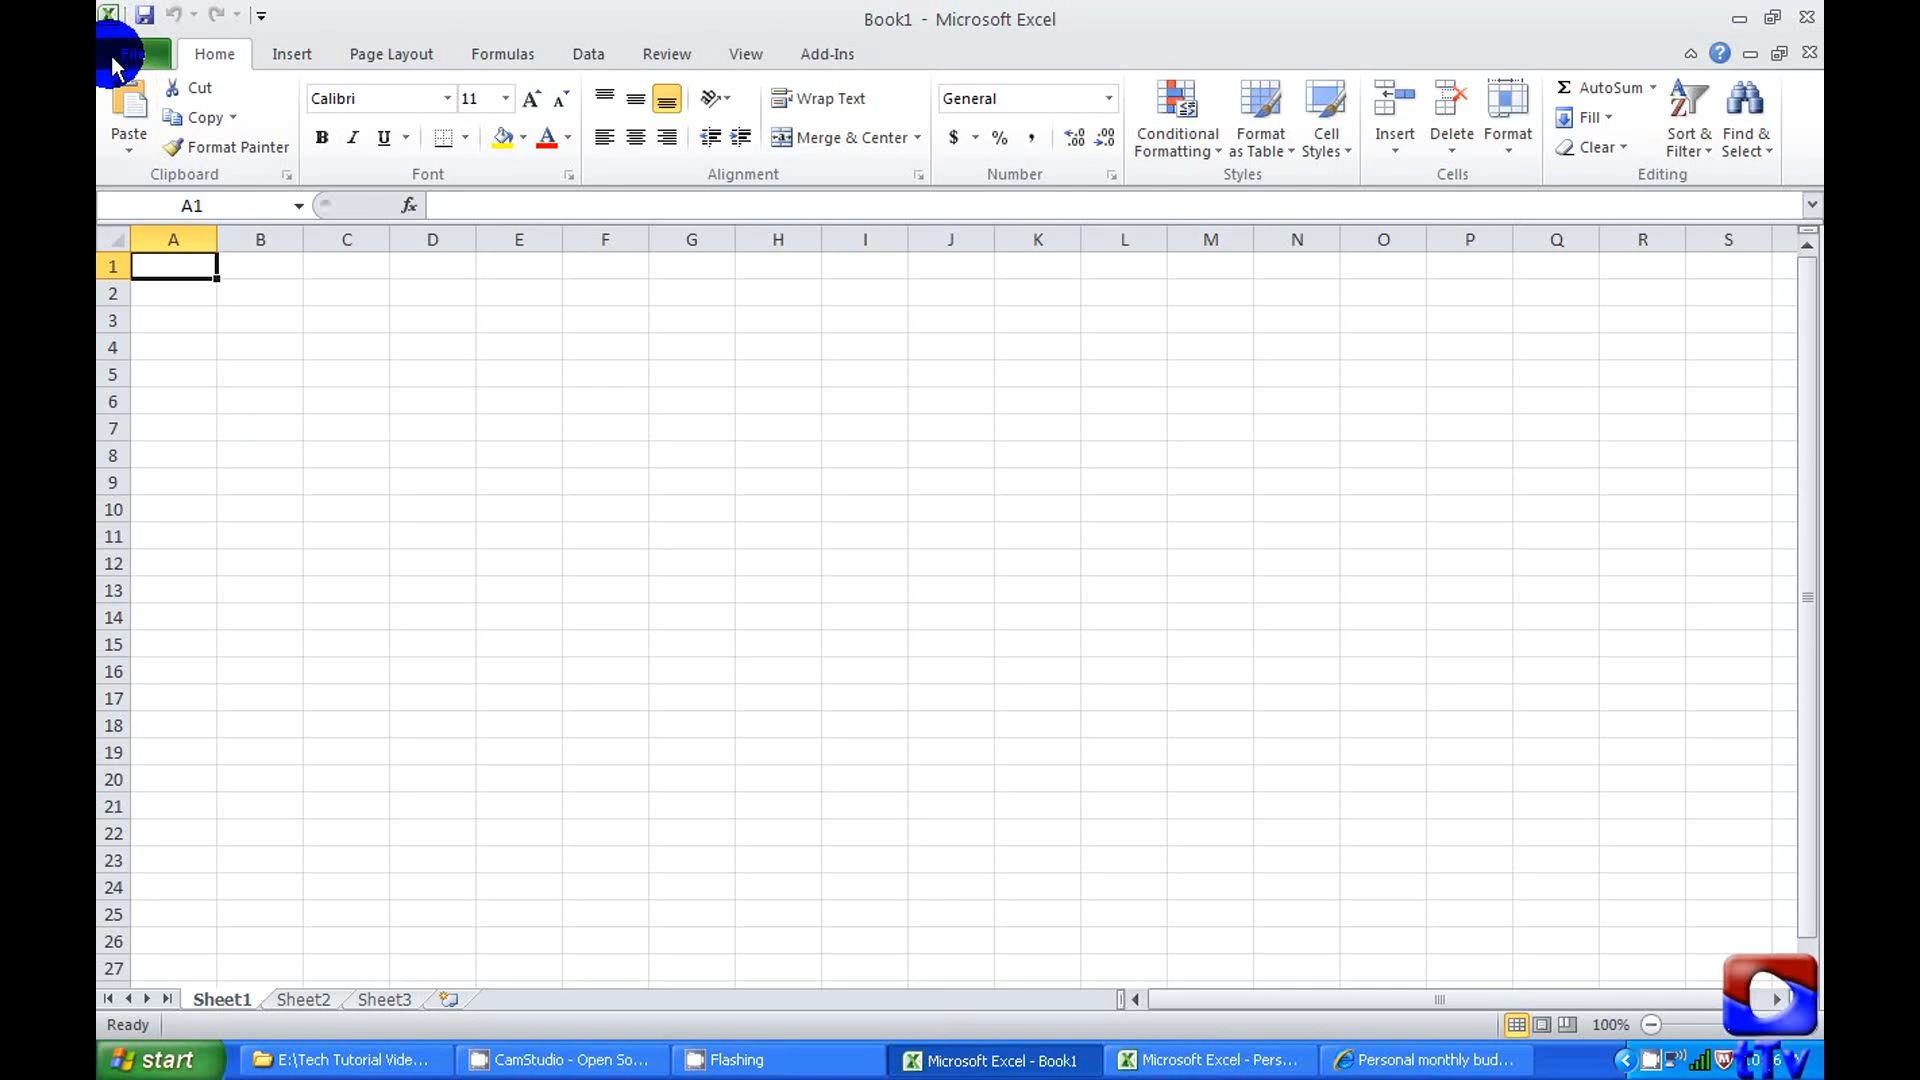 Book1 - Microsoft Excel
File Home Insert Page Layout Formulas Data Review View Add-Ins
Paste
Cut
Copy
Format Painter
Clipboard
Calibri 11
B I U
Font
Wrap Text
Merge & Center
Alignment
General
$ % ,
Number
Conditional Formatting
Format as Table
Cell Styles
Styles
Insert
Delete
Format
Cells
Σ AutoSum
Fill
Clear
Sort & Filter
Find & Select
Editing
A1 fx
A B C D E F G H I J K L M N O P Q R S
1
2
3
4
5
6
7
8
9
10
11
12
13
14
15
16
17
18
19
20
21
22
23
24
25
26
27
Sheet1 Sheet2 Sheet3
Ready 100%
start E:\Tech Tutorial Vide... CamStudio - Open So... Flashing Microsoft Excel - Book1 Microsoft Excel - Pers... Personal monthly bud...
tTv